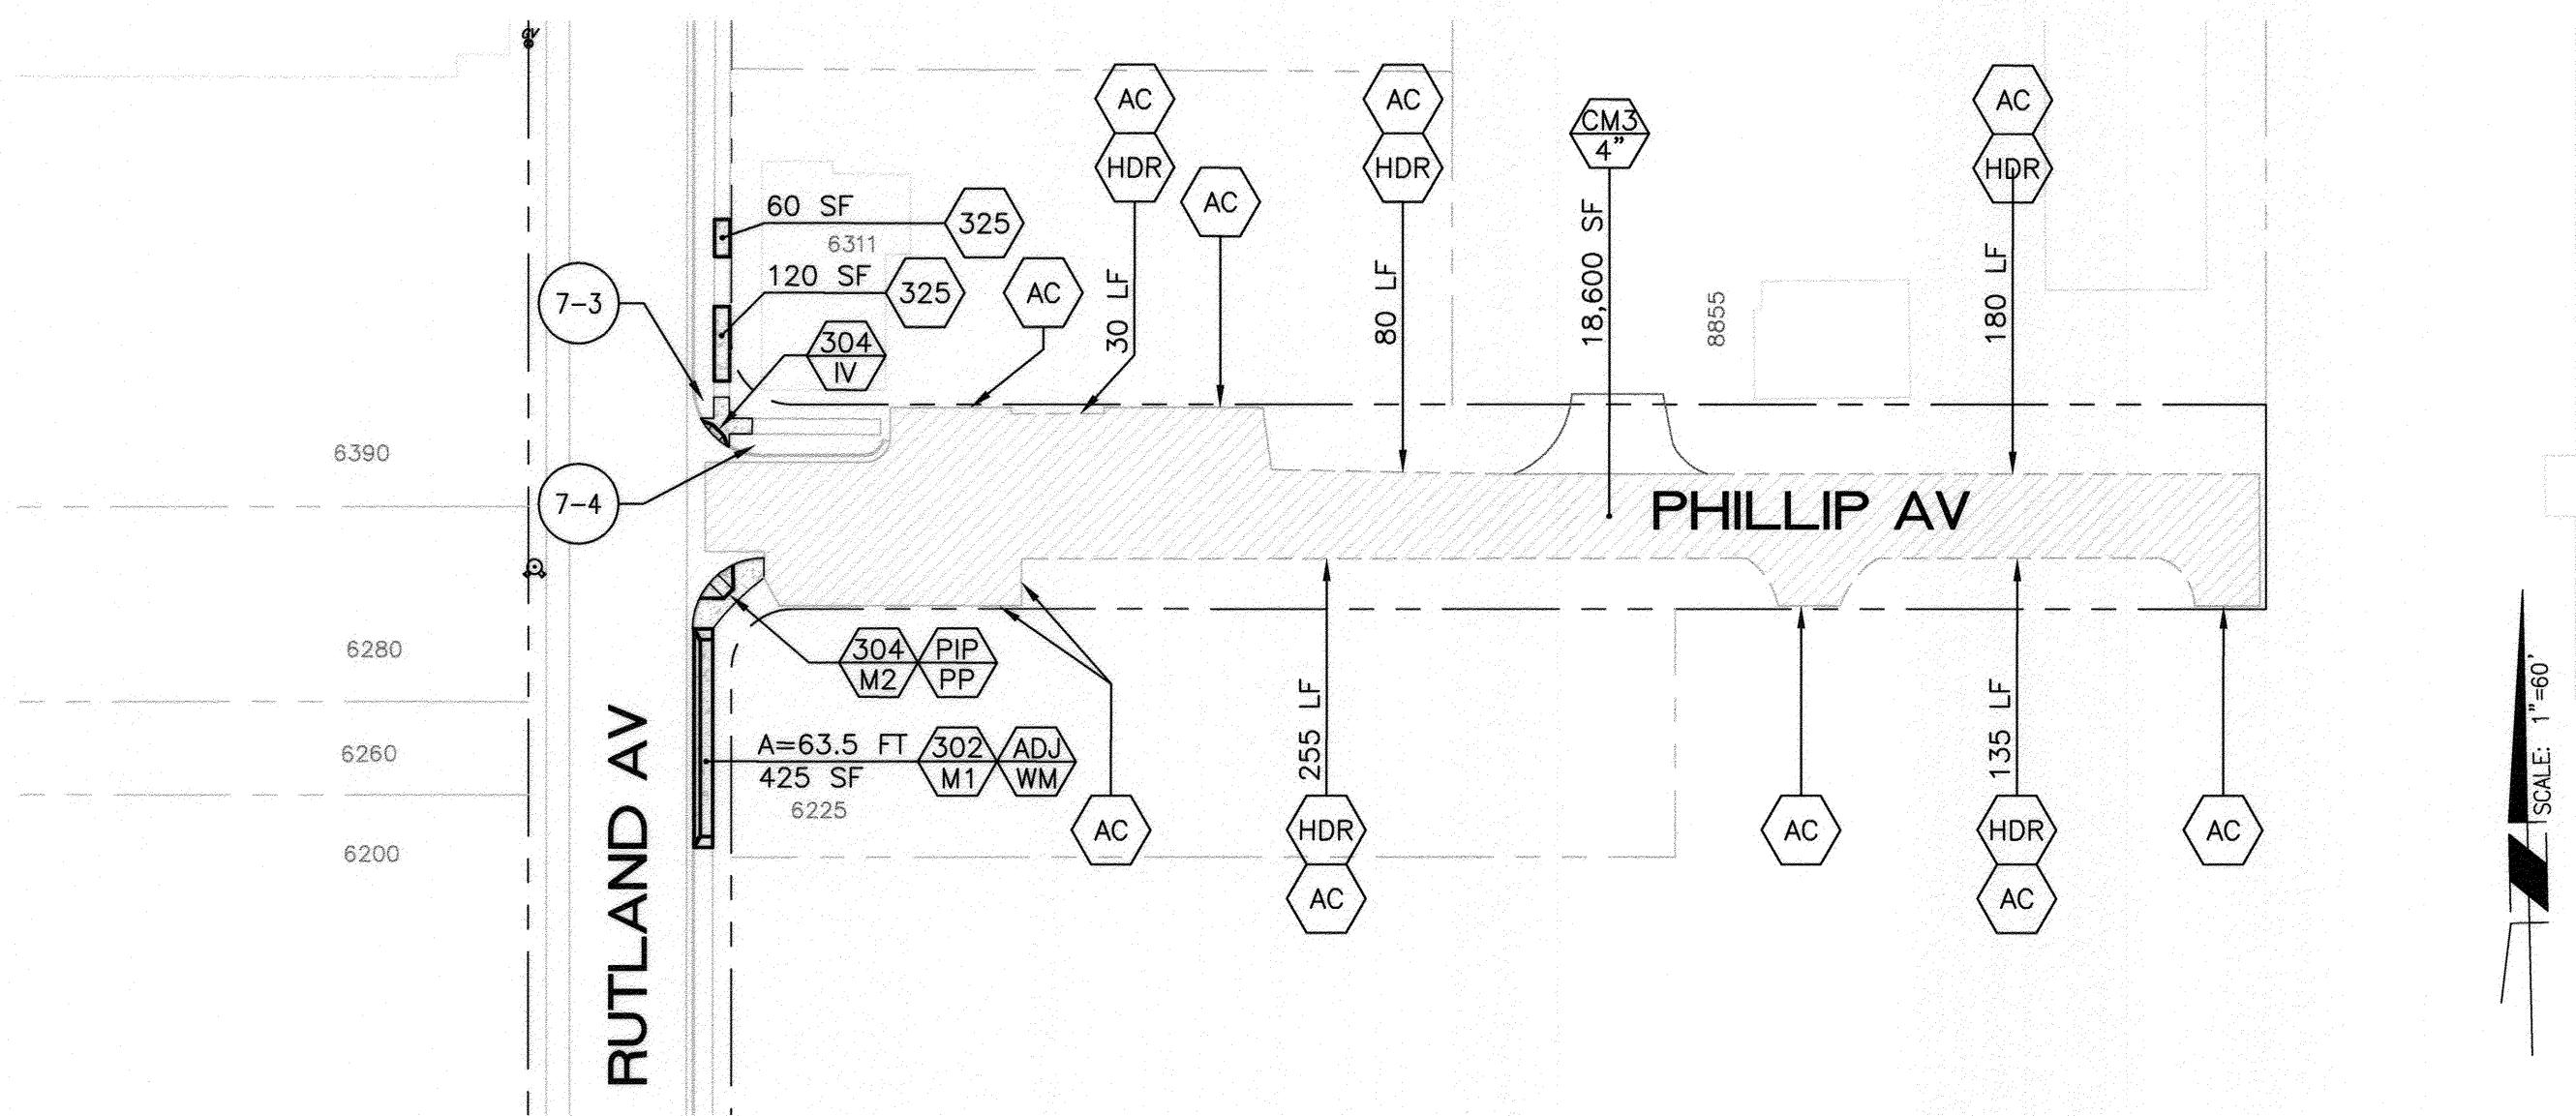 CV
AC
HDR
AC
HDR
CM3
4"
AC
HDR
60 SF
325
6311
AC
120 SF
325
AC
7-3
304
IV
30 LF
80 LF
18,600 SF
8855
180 LF
6390
7-4
PHILLIP AV
6280
304
M2
PIP
PP
A=63.5 FT
425 SF
302
M1
ADJ
WM
6260
6225
6200
RUTLAND AV
255 LF
135 LF
AC
HDR
AC
AC
HDR
AC
AC
SCALE: 1"=60'